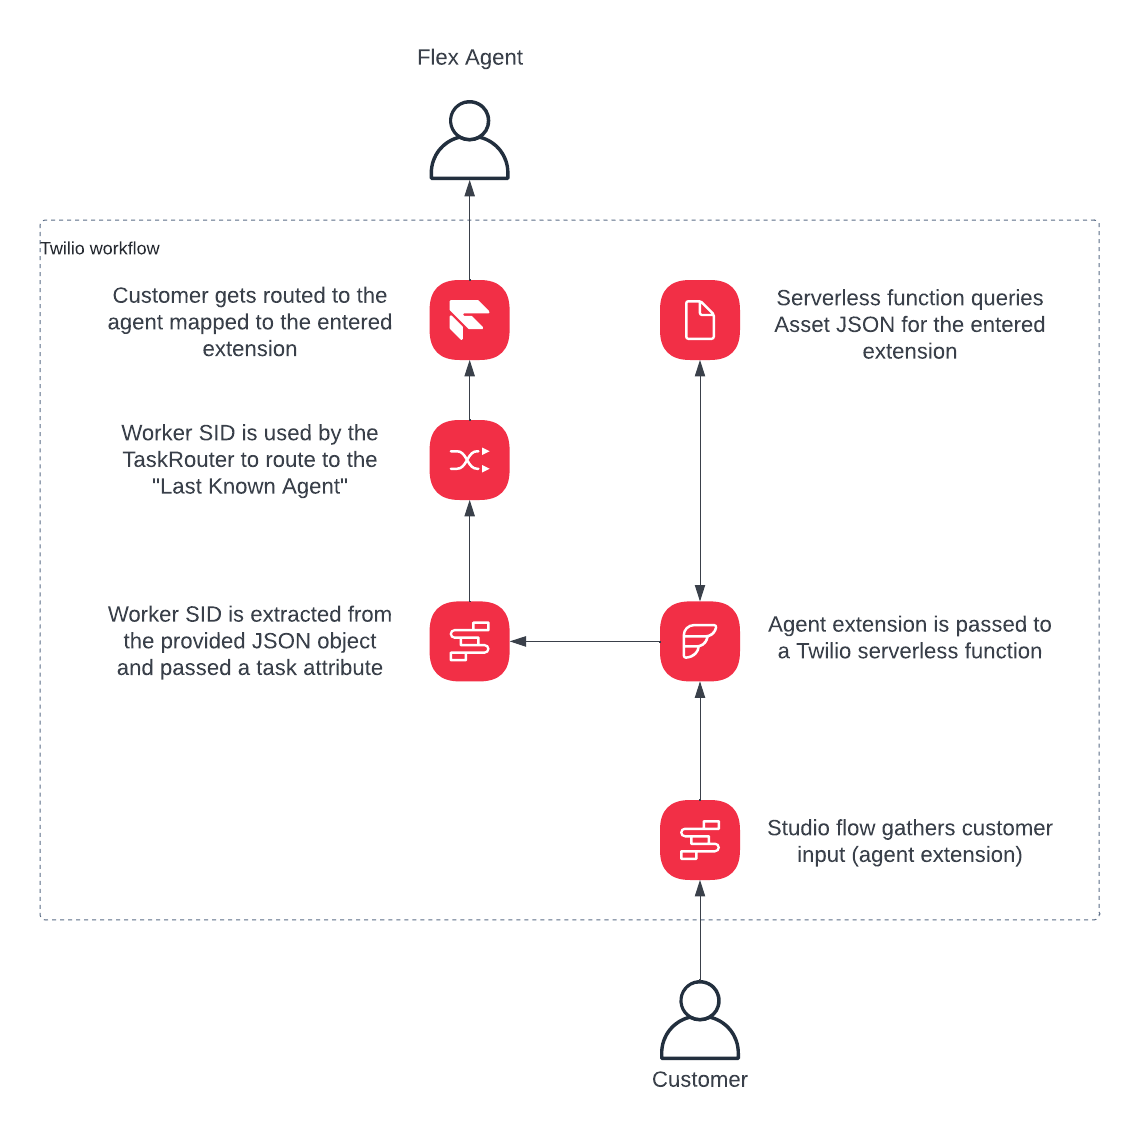 Flex Agent
Twilio workflow
Customer gets routed to the
agent mapped to the entered
extension
Serverless function queries
Asset JSON for the entered
extension
Worker SID is used by the
TaskRouter to route to the
"Last Known Agent"
Worker SID is extracted from
the provided JSON object
and passed a task attribute
Agent extension is passed to
a Twilio serverless function
Studio flow gathers customer
input (agent extension)
Customer